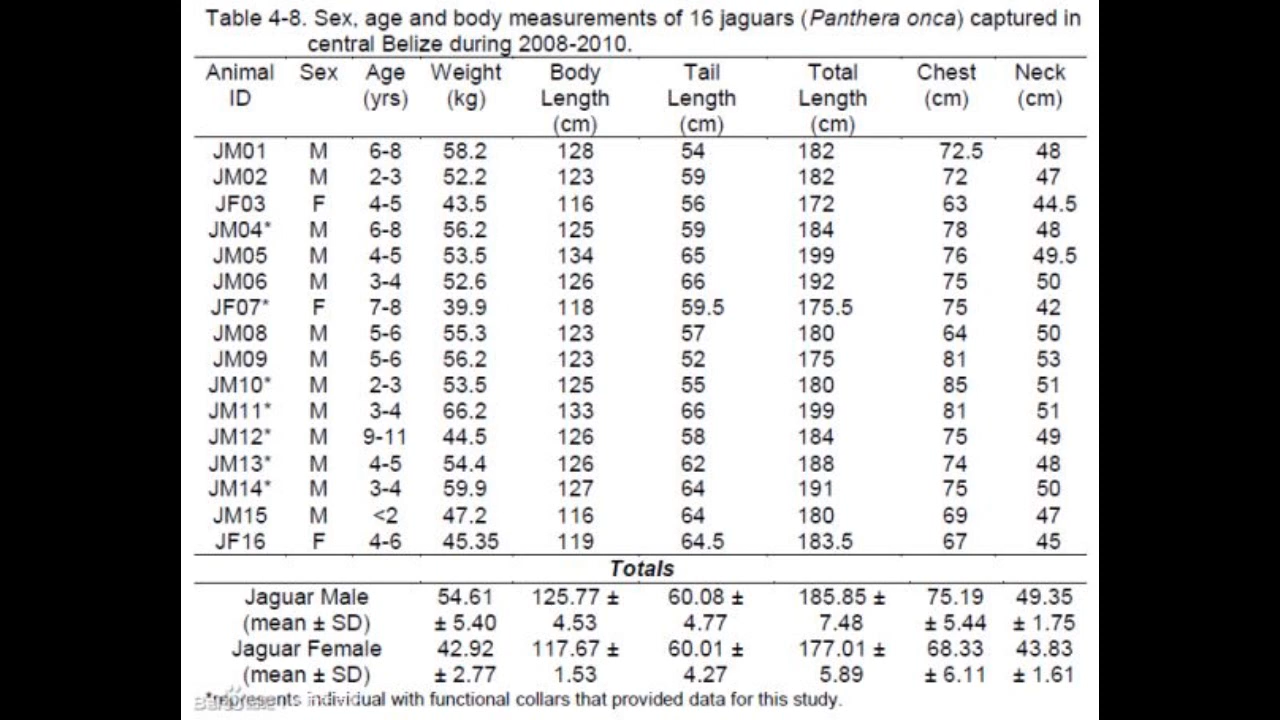 Table 4-8. Sex, age and body measurements of 16 jaguars (Panthera onca) captured in
central Belize during 2008-2010.
Animal Sex Age Weight Body Tail Total Chest Neck
ID (yrs) (kg) Length Length Length (cm) (cm)
(cm) (cm) (cm)
JM01 M 6-8 58.2 128 54 182 72.5 48
JM02 M 2-3 52.2 123 59 182 72 47
JF03 F 4-5 43.5 116 56 172 63 44.5
JM04* M 6-8 56.2 125 59 184 78 48
JM05 M 4-5 53.5 134 65 199 76 49.5
JM06 M 3-4 52.6 126 66 192 75 50
JF07* F 7-8 39.9 118 59.5 175.5 75 42
JM08 M 5-6 55.3 123 57 180 64 50
JM09 M 5-6 56.2 123 52 175 81 53
JM10* M 2-3 53.5 125 55 180 85 51
JM11* M 3-4 66.2 133 66 199 81 51
JM12* M 9-11 44.5 126 58 184 75 49
JM13* M 4-5 54.4 126 62 188 74 48
JM14* M 3-4 59.9 127 64 191 75 50
JM15 M <2 47.2 116 64 180 69 47
JF16 F 4-6 45.35 119 64.5 183.5 67 45
Totals
Jaguar Male 54.61 125.77 ± 60.08 ± 185.85 ± 75.19 49.35
(mean ± SD) ± 5.40 4.53 4.77 7.48 ± 5.44 ± 1.75
Jaguar Female 42.92 117.67 ± 60.01 ± 177.01 ± 68.33 43.83
(mean ± SD) ± 2.77 1.53 4.27 5.89 ± 6.11 ± 1.61
*represents individual with functional collars that provided data for this study.